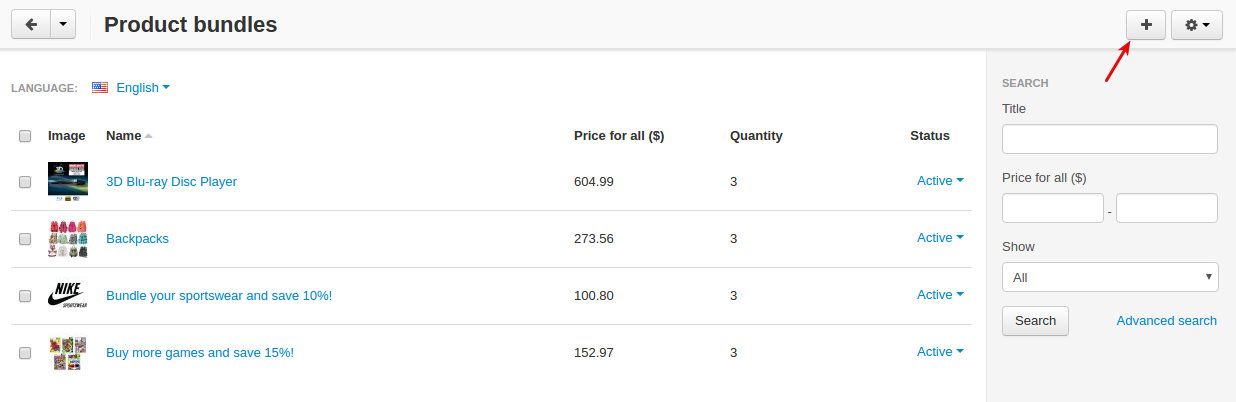 Product bundles
LANGUAGE: English
Image Name Price for all ($) Quantity Status
3D Blu-ray Disc Player 604.99 3 Active
Backpacks 273.56 3 Active
NIKE
SPORTSWEAR
Bundle your sportswear and save 10%! 100.80 3 Active
Buy more games and save 15%! 152.97 3 Active
SEARCH
Title
Price for all ($)
-
Show
All
Search Advanced search